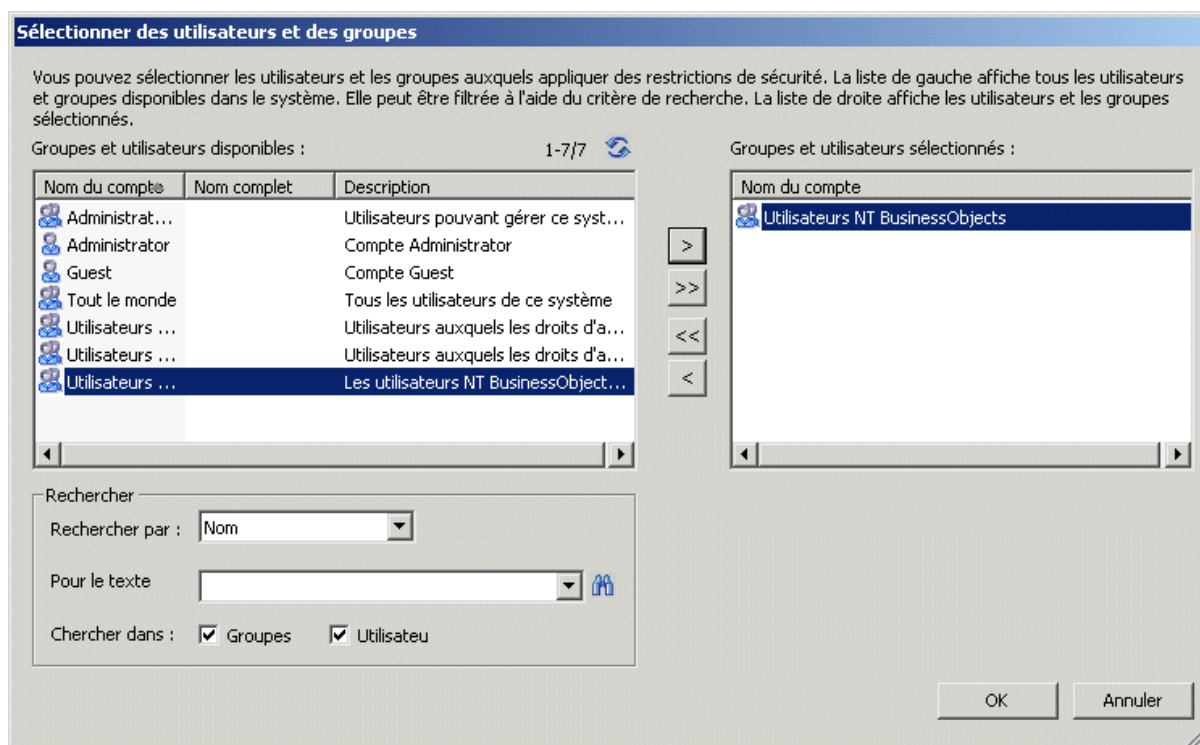 Sélectionner des utilisateurs et des groupes
Vous pouvez sélectionner les utilisateurs et les groupes auxquels appliquer des restrictions de sécurité. La liste de gauche affiche tous les utilisateurs
et groupes disponibles dans le système. Elle peut être filtrée à l'aide du critère de recherche. La liste de droite affiche les utilisateurs et les groupes
sélectionnés.
Groupes et utilisateurs disponibles : 1-7/7
Nom du compte Nom complet Description
Administrat... Utilisateurs pouvant gérer ce syst...
Administrator Compte Administrator
Guest Compte Guest
Tout le monde Tous les utilisateurs de ce système
Utilisateurs ... Utilisateurs auxquels les droits d'a...
Utilisateurs ... Utilisateurs auxquels les droits d'a...
Utilisateurs ... Les utilisateurs NT BusinessObject...
>
>>
<<
<
Groupes et utilisateurs sélectionnés :
Nom du compte
Utilisateurs NT BusinessObjects
Rechercher
Rechercher par : Nom
Pour le texte
Chercher dans : Groupes Utilisateu
OK Annuler